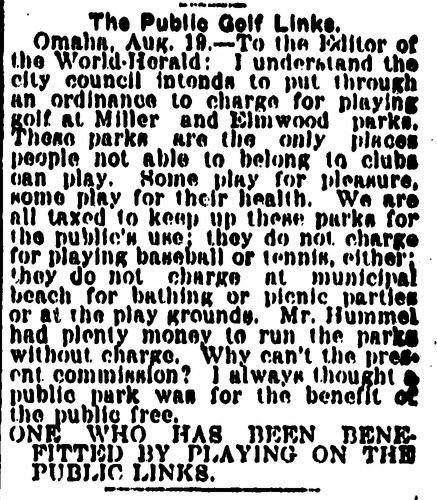 The Public Golf Links.
Omaha, Aug. 19.—To the Editor of
the World-Herald: I understand the
city council intends to put through
an ordinance to charge for playing
golf at Miller and Elmwood parks.
These parks are the only places
people not able to belong to clubs
can play. Some play for pleasure,
some play for their health. We are
all taxed to keep up these parks for
the public's use; they do not charge
for playing baseball or tennis, either;
they do not charge at municipal
beach for bathing or picnic parties
or at the play grounds. Mr. Hummel
had plenty money to run the parks
without charge. Why can't the pres-
ent commission? I always thought a
public park was for the benefit of
the public free.
ONE WHO HAS BEEN BENE-
FITTED BY PLAYING ON THE
PUBLIC LINKS.